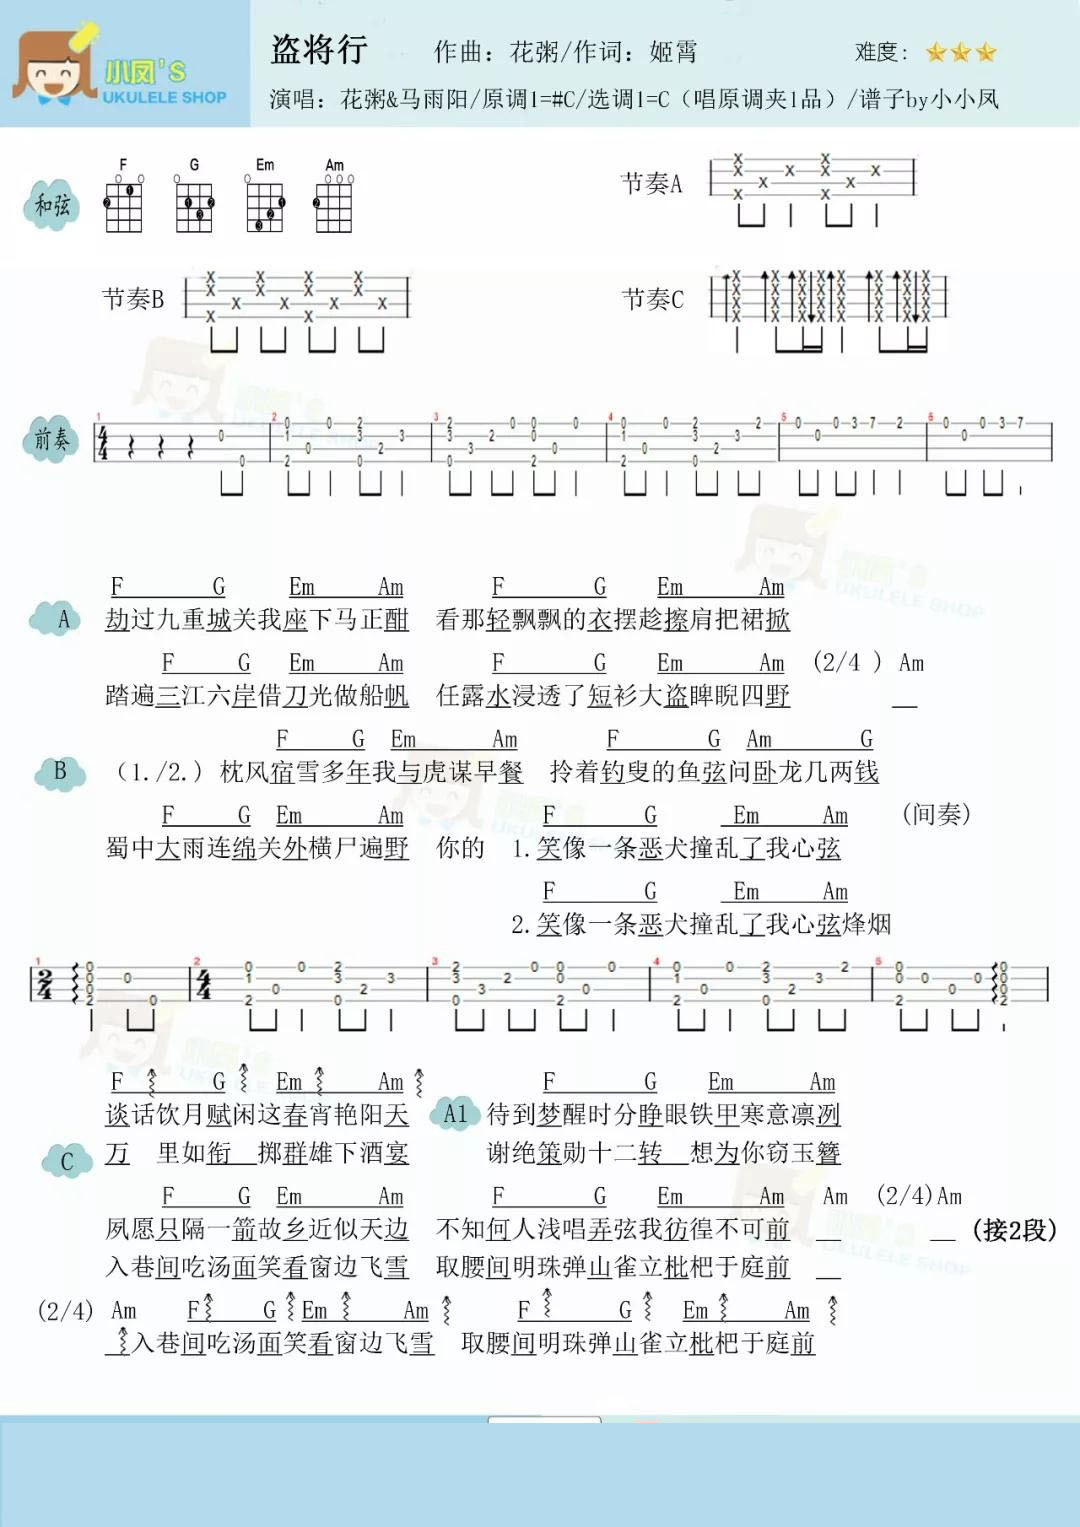 小凤'S
UKULELE SHOP
盗将行 作曲：花粥/作词：姬霄 难度：
演唱：花粥&马雨阳/原调1=#C/选调1=C（唱原调夹1品）/谱子by小小凤
和弦 F G Em Am 节奏A
节奏B 节奏C
前奏
F G Em Am F G Em Am
A 劫过九重城关我座下马正酣 看那轻飘飘的衣摆趁擦肩把裙掀
F G Em Am F G Em Am (2/4 ) Am
踏遍三江六岸借刀光做船帆 任露水浸透了短衫大盗睥睨四野
F G Em Am F G Am G
B （1./2.）枕风宿雪多年我与虎谋早餐 拎着钓叟的鱼弦问卧龙几两钱
F G Em Am F G Em Am (间奏)
蜀中大雨连绵关外横尸遍野 你的 1.笑像一条恶犬撞乱了我心弦
F G Em Am
2.笑像一条恶犬撞乱了我心弦烽烟
F G Em Am F G Em Am
谈话饮月赋闲这春宵艳阳天 A1 待到梦醒时分睁眼铁甲寒意凛冽
C 万 里如衔 掷群雄下酒宴 谢绝策勋十二转 想为你窃玉簪
F G Em Am F G Em Am Am (2/4)Am
夙愿只隔一箭故乡近似天边 不知何人浅唱弄弦我彷徨不可前 (接2段)
入巷间吃汤面笑看窗边飞雪 取腰间明珠弹山雀立枇杷于庭前
(2/4) Am F G Em Am F G Em Am
入巷间吃汤面笑看窗边飞雪 取腰间明珠弹山雀立枇杷于庭前